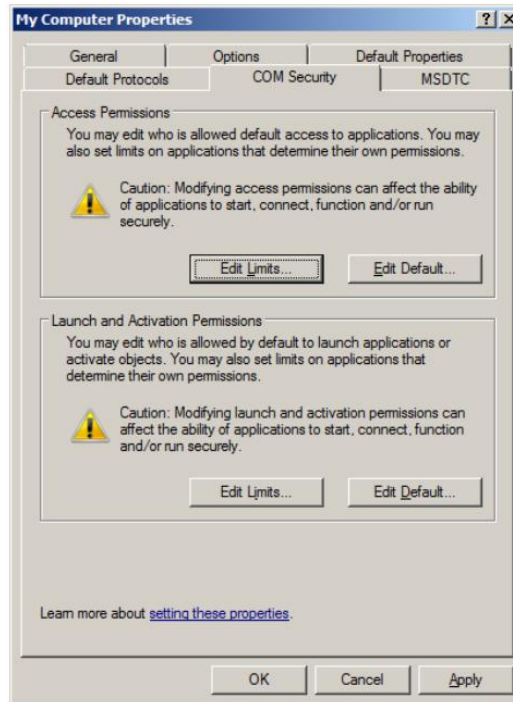 My Computer Properties
General Options Default Properties
Default Protocols COM Security MSDTC
Access Permissions
You may edit who is allowed default access to applications. You may
also set limits on applications that determine their own permissions.
Caution: Modifying access permissions can affect the ability
of applications to start, connect, function and/or run
securely.
Edit Limits... Edit Default...
Launch and Activation Permissions
You may edit who is allowed by default to launch applications or
activate objects. You may also set limits on applications that
determine their own permissions.
Caution: Modifying launch and activation permissions can
affect the ability of applications to start, connect, function
and/or run securely.
Edit Limits... Edit Default...
Learn more about setting these properties.
OK Cancel Apply